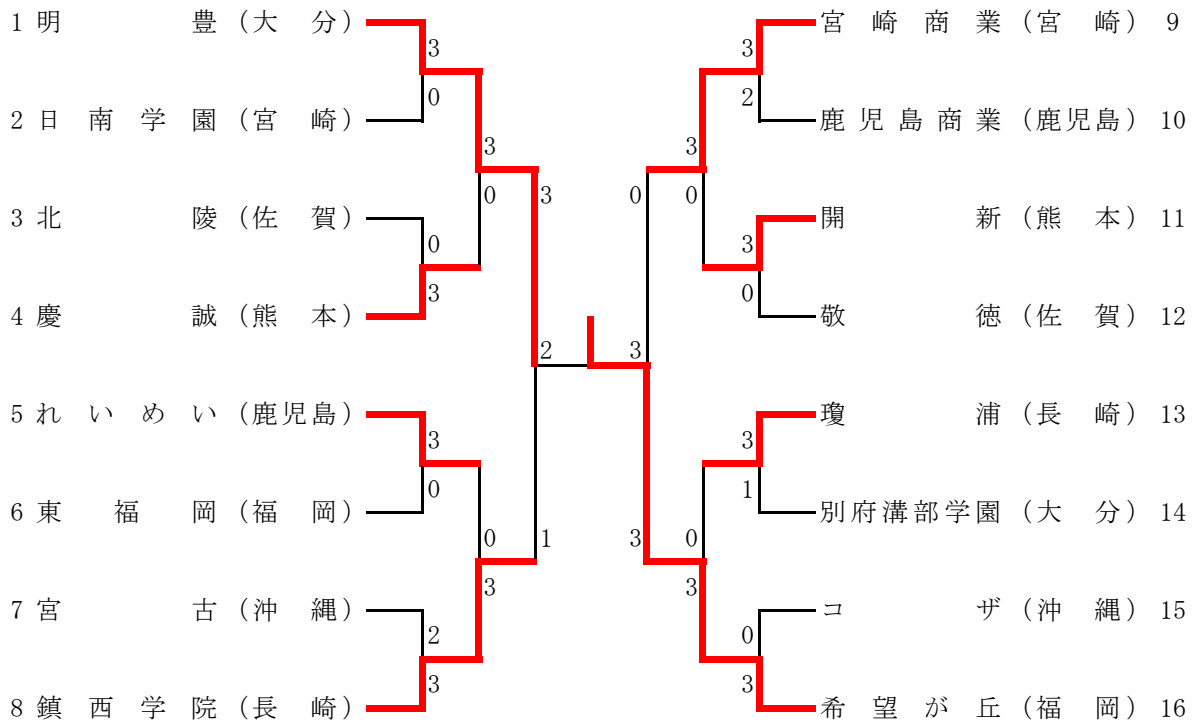 1 明豊（大分） 宮崎商業（宮崎） 9
3 3
0 2
2 日南学園（宮崎） 鹿児島商業（鹿児島） 10
3 3
0 3 0 0
3 北陵（佐賀） 開新（熊本） 11
0 3
3 0
4 慶誠（熊本） 敬徳（佐賀） 12
2 3
5 れいめい（鹿児島） 瓊浦（長崎） 13
3 3
0 1
6 東福岡（福岡） 別府溝部学園（大分） 14
0 1 3 0
3 3
7 宮古（沖縄） コザ（沖縄） 15
2 0
3 3
8 鎮西学院（長崎） 希望が丘（福岡） 16